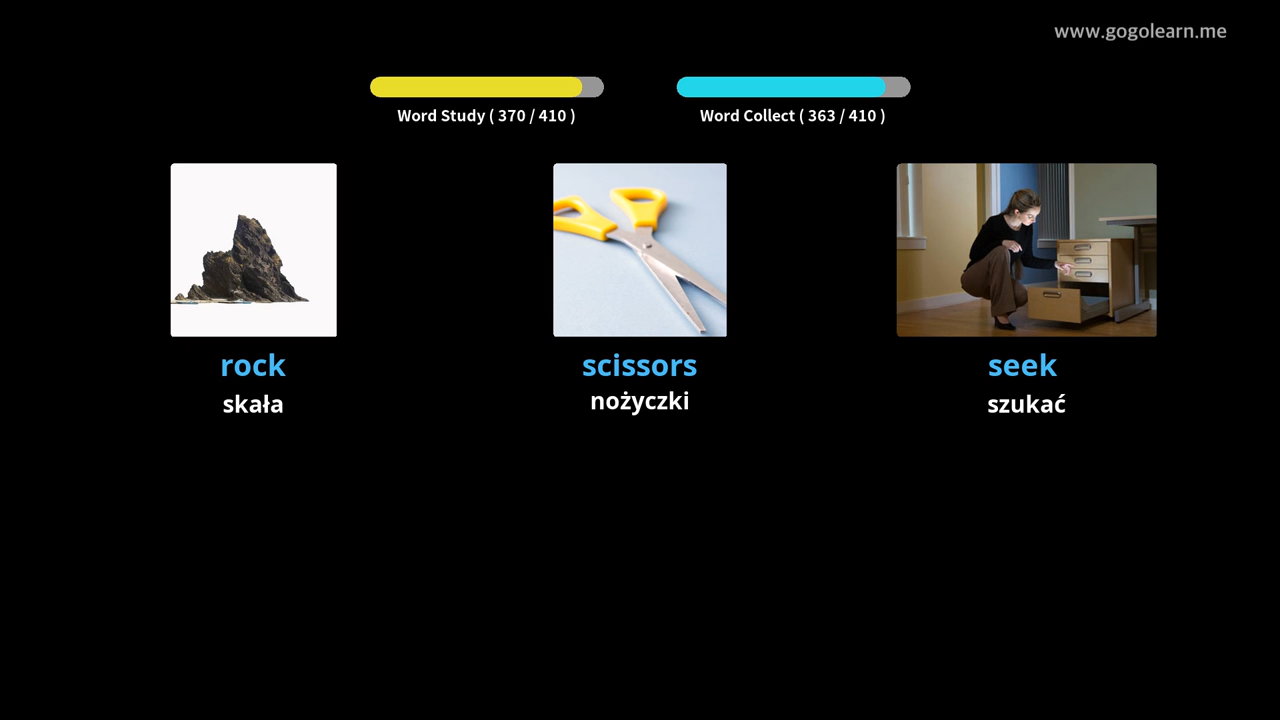 www.gogolearn.me
Word Study ( 370 / 410 )
Word Collect ( 363 / 410 )
rock
skała
scissors
nożyczki
seek
szukać